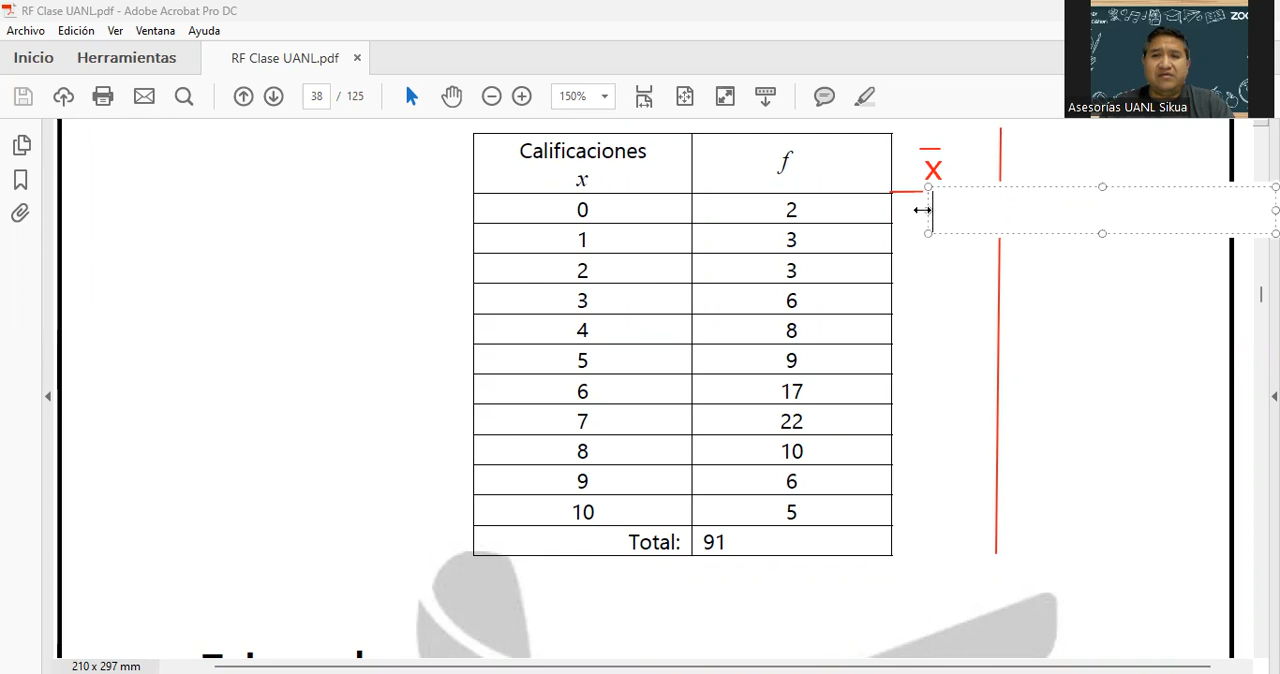 RF Clase UANL.pdf - Adobe Acrobat Pro DC
Archivo Edición Ver Ventana Ayuda
Inicio Herramientas RF Clase UANL.pdf ×
38 / 125 150%
Asesorías UANL Sikua
Calificaciones
x f
x̅
0 2
1 3
2 3
3 6
4 8
5 9
6 17
7 22
8 10
9 6
10 5
Total: 91
210 x 297 mm